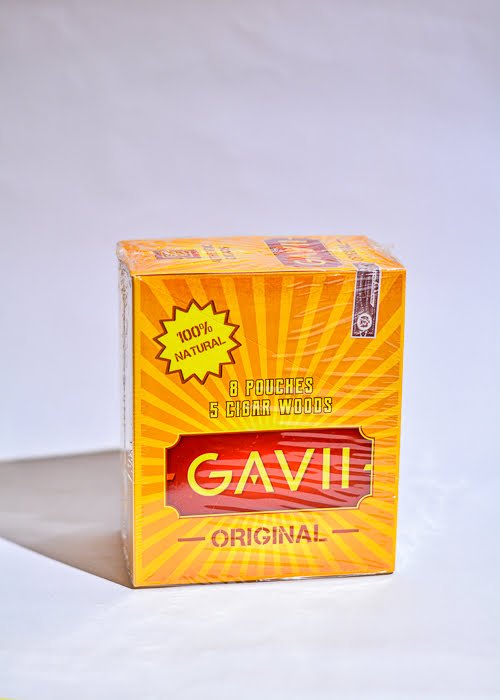 100%
NATURAL
8 POUCHES
5 CIGAR WOODS
GAVII
ORIGINAL